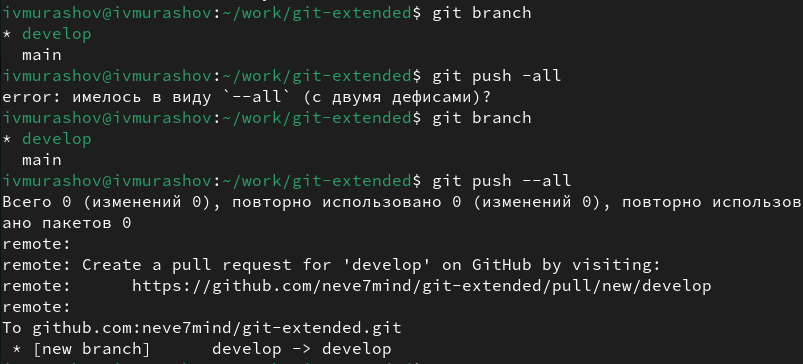 ivmurashov@ivmurashov:~/work/git-extended$ git branch
* develop
  main
ivmurashov@ivmurashov:~/work/git-extended$ git push -all
error: имелось в виду `--all` (с двумя дефисами)?
ivmurashov@ivmurashov:~/work/git-extended$ git branch
* develop
  main
ivmurashov@ivmurashov:~/work/git-extended$ git push --all
Всего 0 (изменений 0), повторно использовано 0 (изменений 0), повторно использов
ано пакетов 0
remote:
remote: Create a pull request for 'develop' on GitHub by visiting:
remote:      https://github.com/neve7mind/git-extended/pull/new/develop
remote:
To github.com:neve7mind/git-extended.git
 * [new branch]      develop -> develop